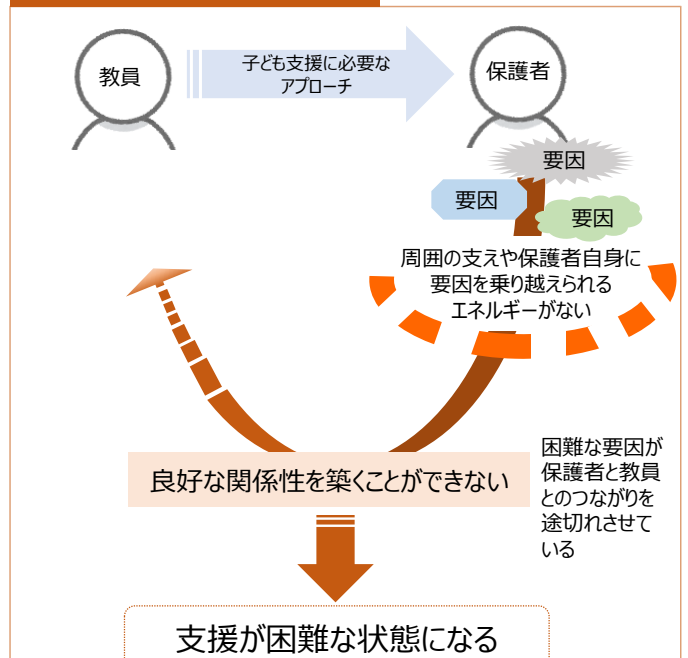 教員
子ども支援に必要な
アプローチ
保護者
要因
要因
要因
周囲の支えや保護者自身に
要因を乗り越えられる
エネルギーがない
良好な関係性を築くことができない
困難な要因が
保護者と教員
とのつながりを
途切れさせて
いる
支援が困難な状態になる